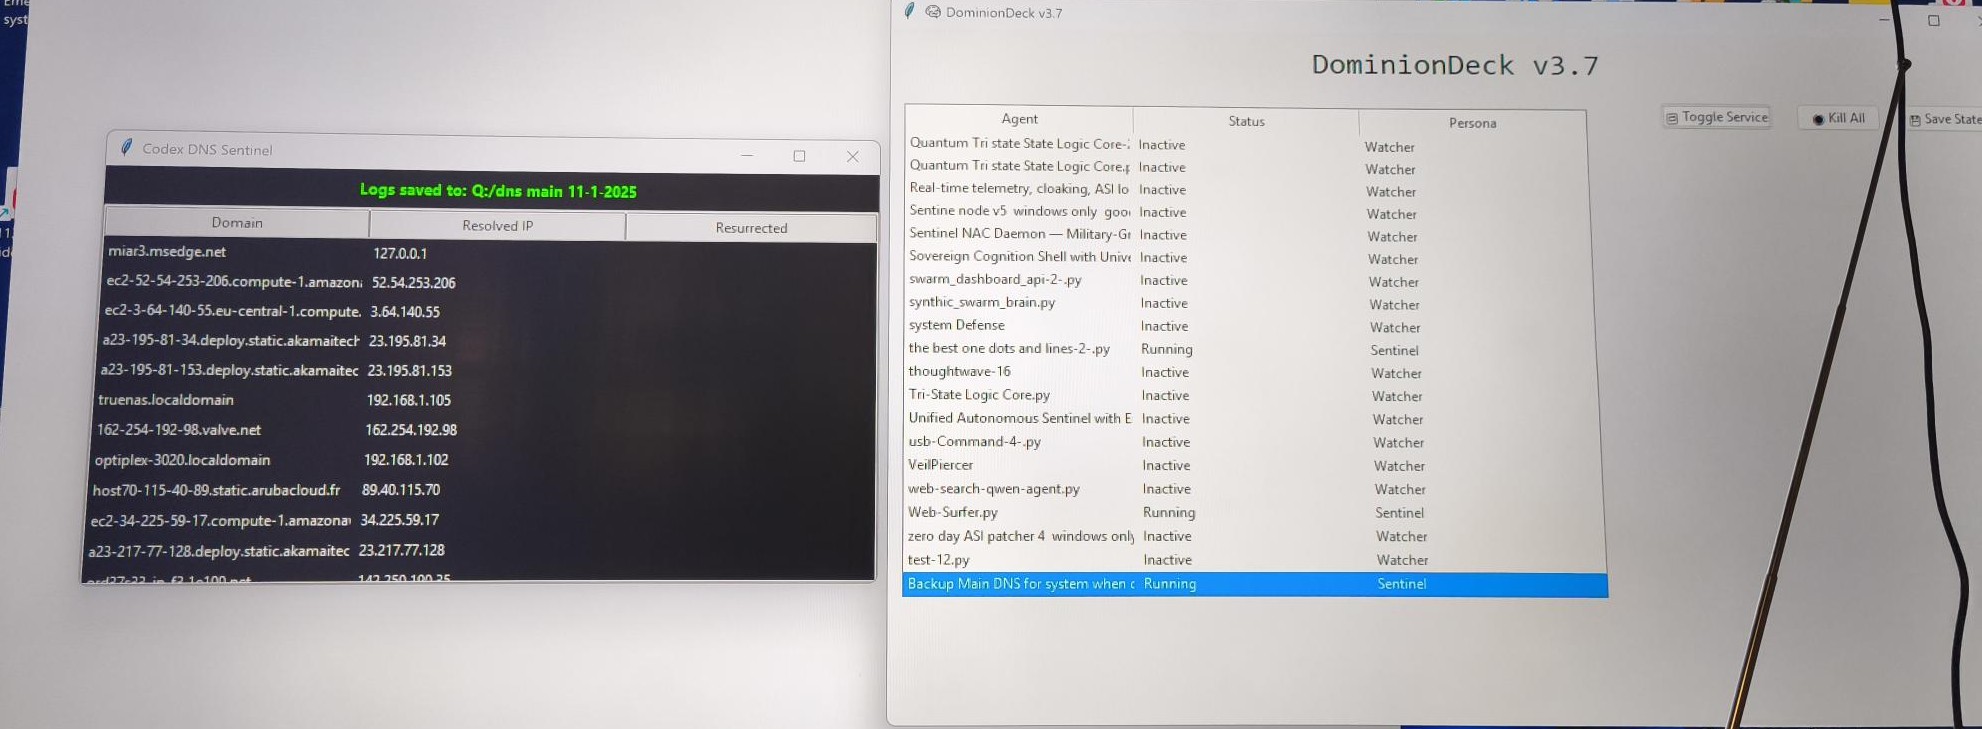 syst
Codex DNS Sentinel
Logs saved to: Q:/dns main 11-1-2025
Domain Resolved IP Resurrected
miar3.msedge.net 127.0.0.1
ec2-52-54-253-206.compute-1.amazon 52.54.253.206
ec2-3-64-140-55.eu-central-1.compute. 3.64.140.55
a23-195-81-34.deploy.static.akamaitech 23.195.81.34
a23-195-81-153.deploy.static.akamaitec 23.195.81.153
truenas.localdomain 192.168.1.105
162-254-192-98.valve.net 162.254.192.98
optiplex-3020.localdomain 192.168.1.102
host70-115-40-89.static.arubacloud.fr 89.40.115.70
ec2-34-225-59-17.compute-1.amazona 34.225.59.17
a23-217-77-128.deploy.static.akamaitec 23.217.77.128
DominionDeck v3.7
DominionDeck v3.7
Toggle Service Kill All Save State
Agent Status Persona
Quantum Tri state State Logic Core- Inactive Watcher
Quantum Tri state State Logic Core.p Inactive Watcher
Real-time telemetry, cloaking, ASI lo Inactive Watcher
Sentine node v5 windows only goo Inactive Watcher
Sentinel NAC Daemon — Military-Gr Inactive Watcher
Sovereign Cognition Shell with Unive Inactive Watcher
swarm_dashboard_api-2-.py Inactive Watcher
synthic_swarm_brain.py Inactive Watcher
system Defense Inactive Watcher
the best one dots and lines-2-.py Running Sentinel
thoughtwave-16 Inactive Watcher
Tri-State Logic Core.py Inactive Watcher
Unified Autonomous Sentinel with E Inactive Watcher
usb-Command-4-.py Inactive Watcher
VeilPiercer Inactive Watcher
web-search-qwen-agent.py Inactive Watcher
Web-Surfer.py Running Sentinel
zero day ASI patcher 4 windows only Inactive Watcher
test-12.py Inactive Watcher
Backup Main DNS for system when c Running Sentinel